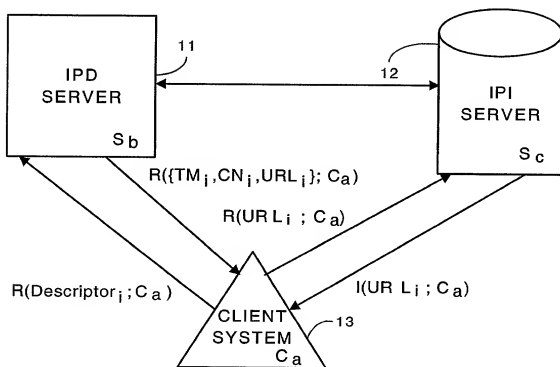 11
IPD
SERVER
Sb
12
IPI
SERVER
Sc
R({TMi,CNi,URLi}; Ca)
R(URLi; Ca)
R(Descriptori;Ca)
I(URLi; Ca)
CLIENT
SYSTEM
Ca
13